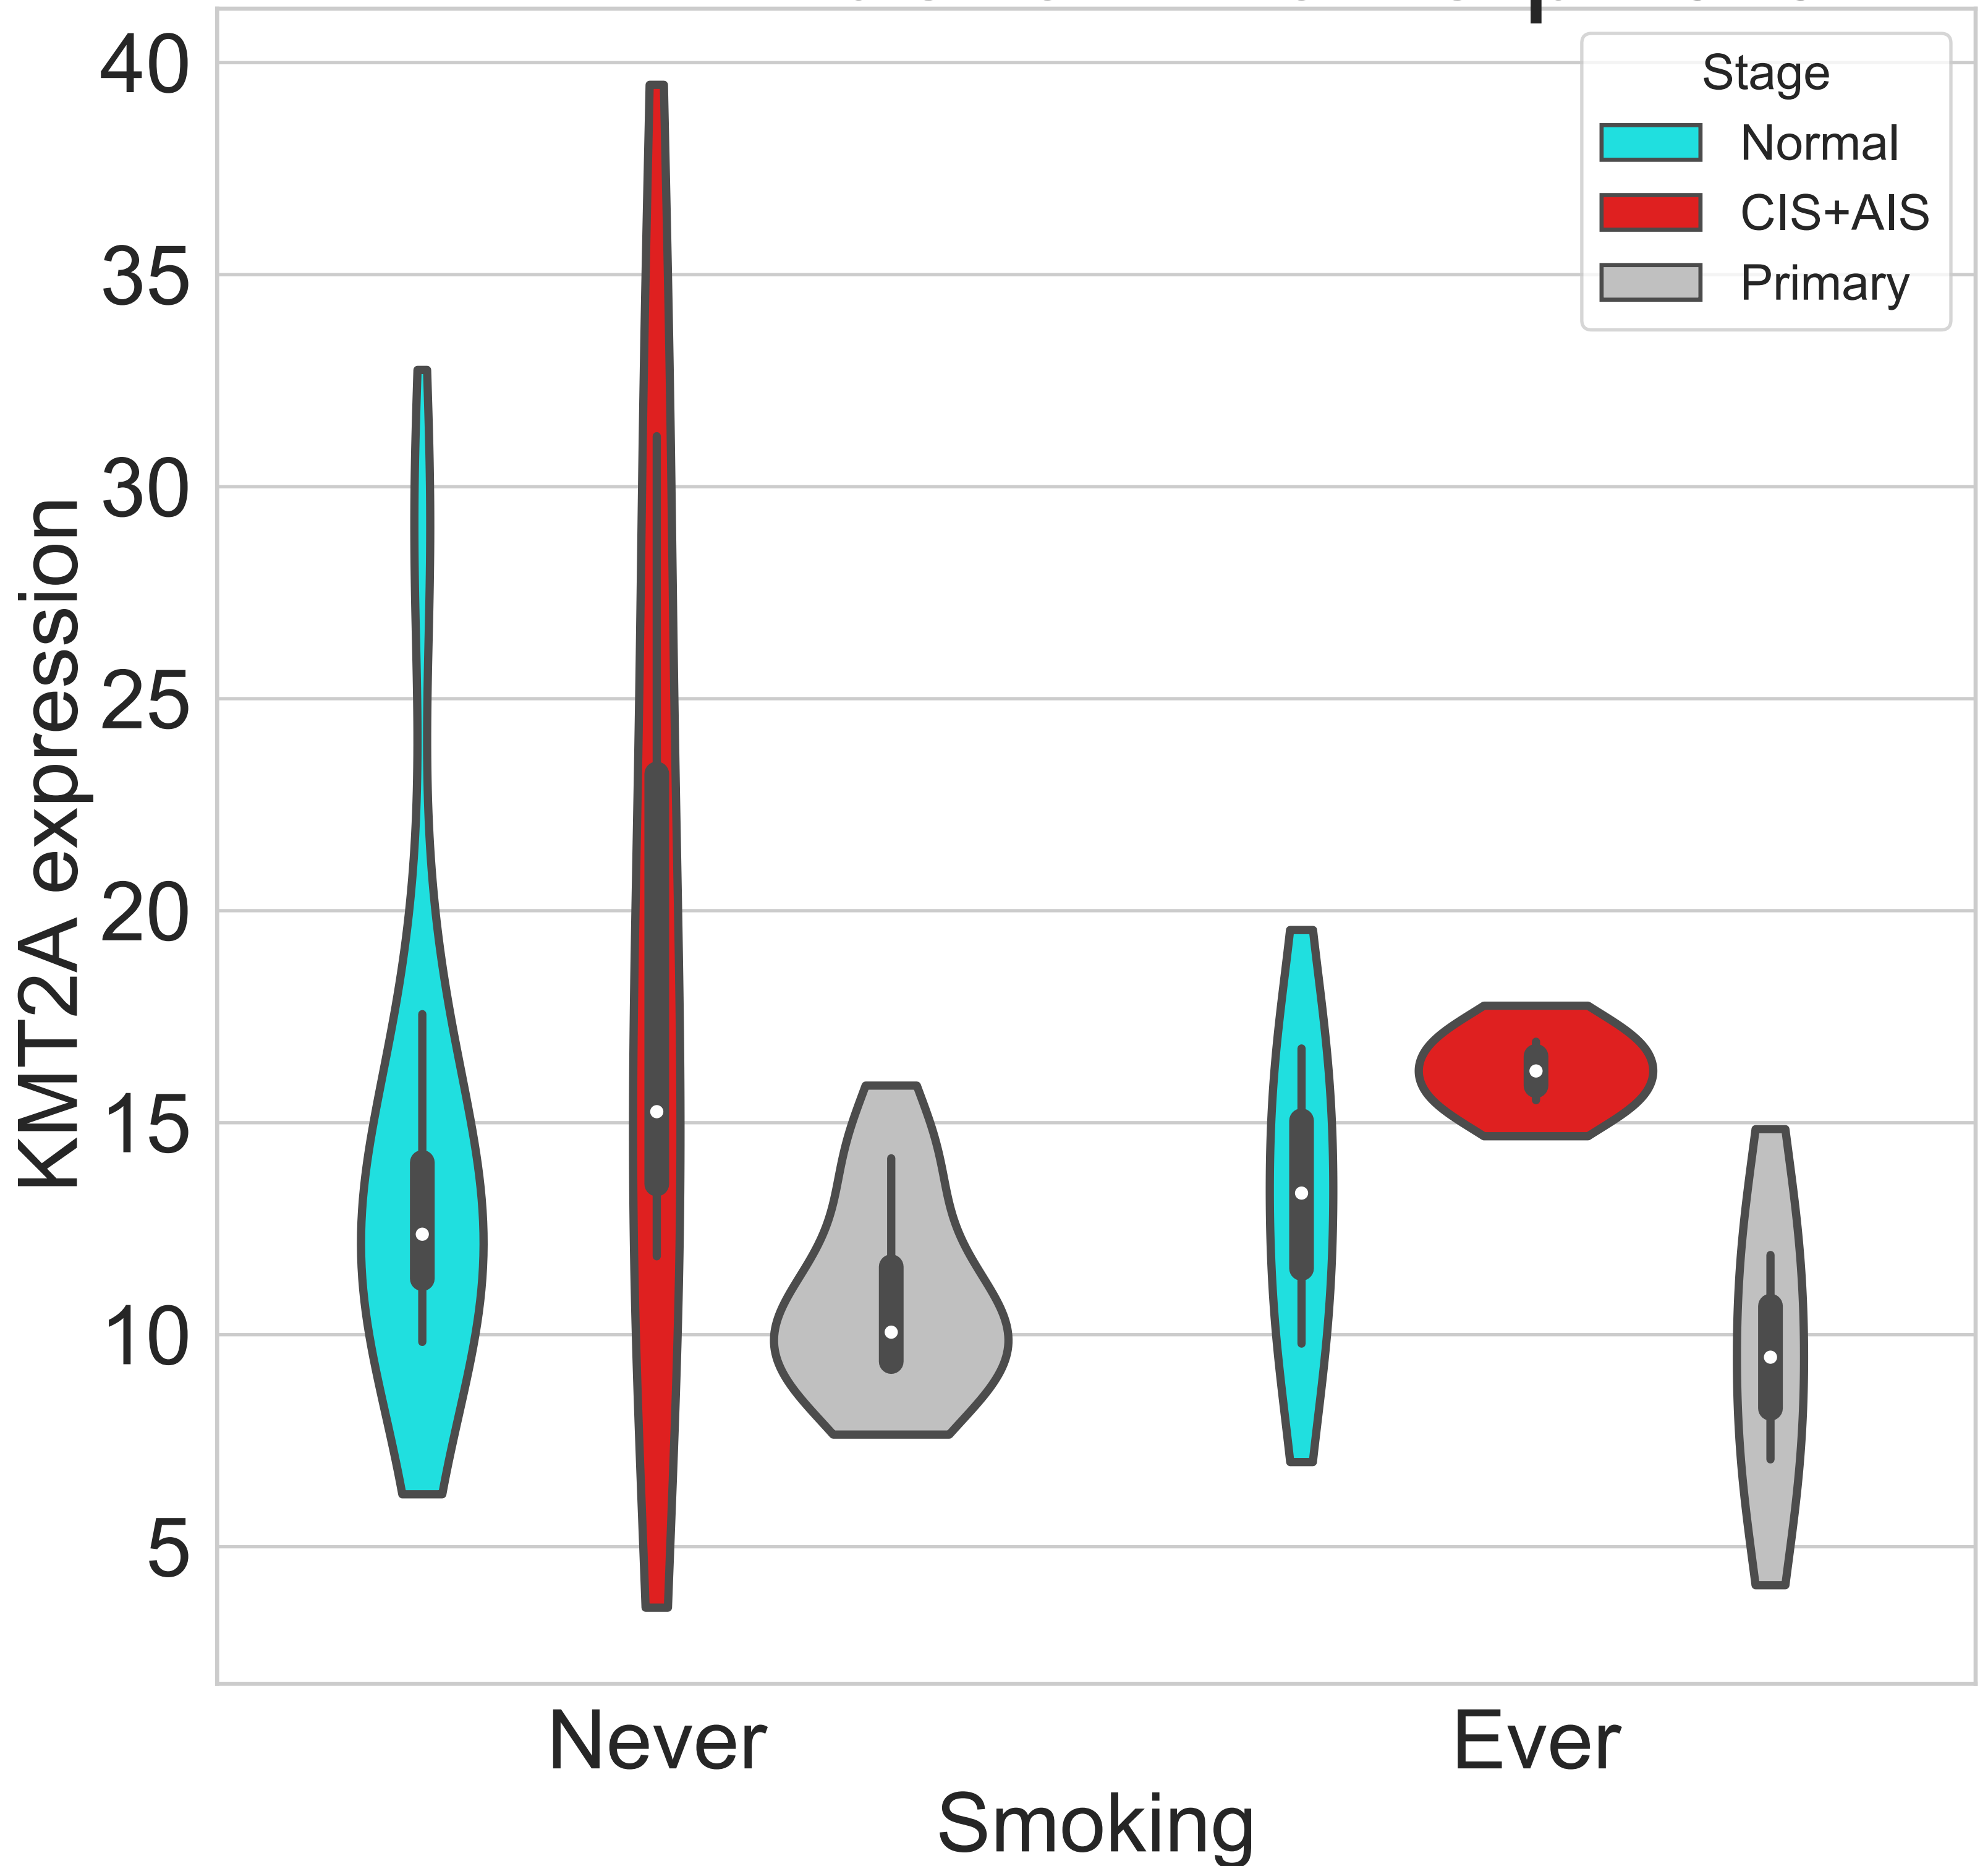 Stage
Normal
CIS+AIS
Primary
40
35
30
25
20
15
10
5
KMT2A expression
Never
Ever
Smoking